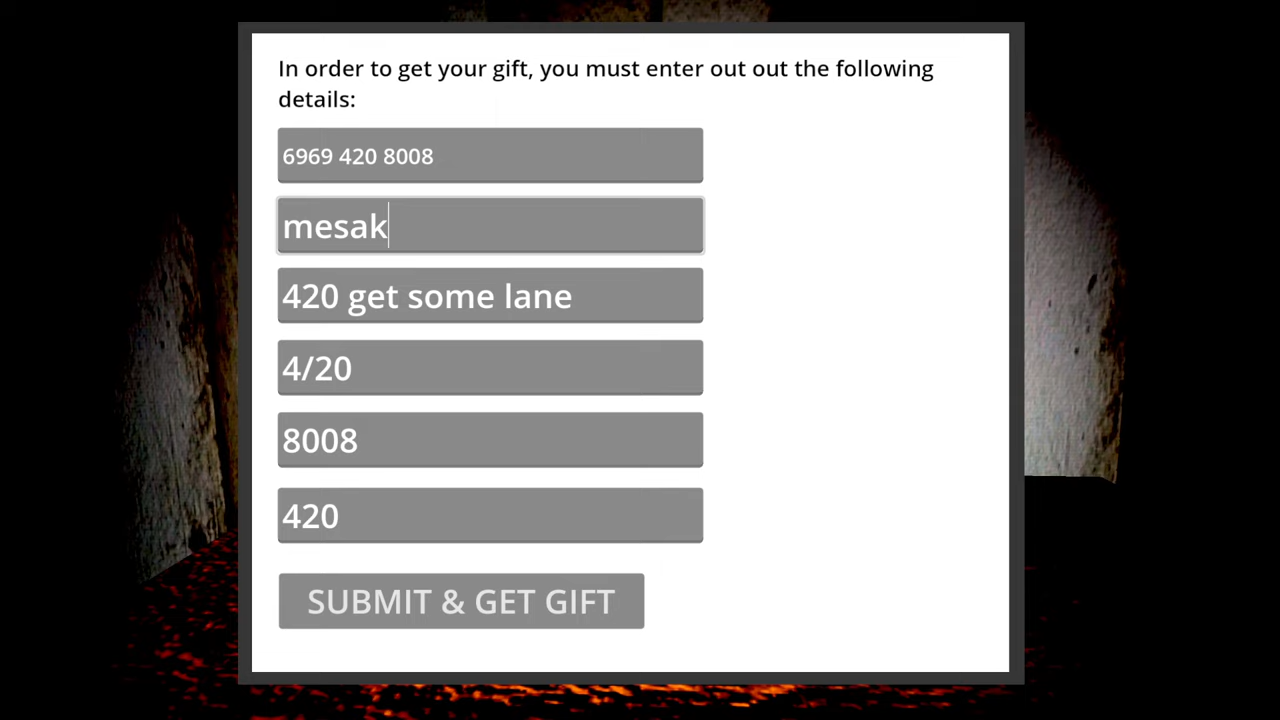 In order to get your gift, you must enter out out the following
details:
6969 420 8008
mesak
420 get some lane
4/20
8008
420
SUBMIT & GET GIFT